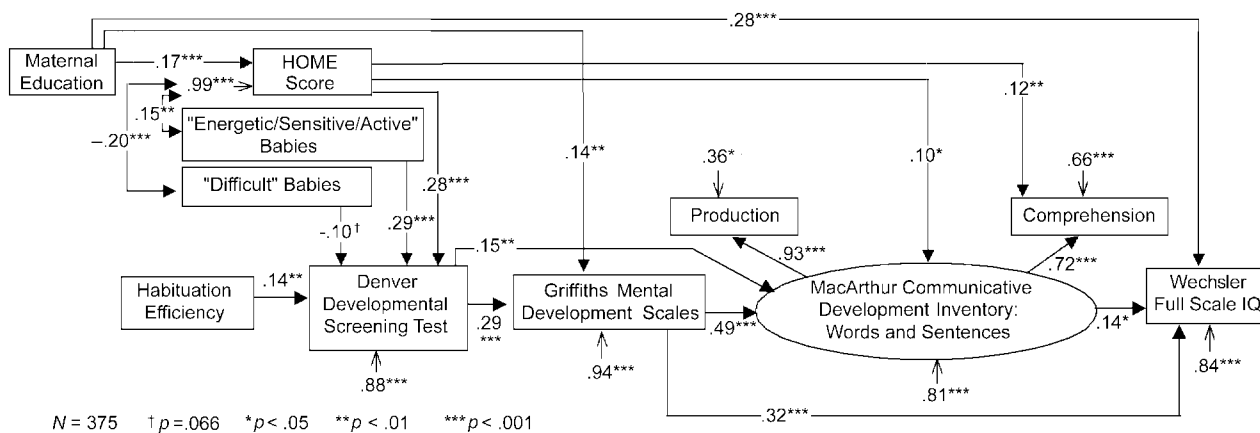 .28***
Maternal
Education
.17***
HOME
Score
.99***
.15**
–.20***
"Energetic/Sensitive/Active"
Babies
"Difficult" Babies
.14**
.12**
.10*
.36*
.66***
.28***
.29***
-.10†
Production
Comprehension
.93***
.72***
.15**
Habituation
Efficiency
.14**
Denver
Developmental
Screening Test
.29
***
Griffiths Mental
Development Scales
.49***
MacArthur Communicative
Development Inventory:
Words and Sentences
.14*
Wechsler
Full Scale IQ
.88***
.94***
.81***
.84***
.32***
N = 375 † p =.066 *p < .05 **p < .01 ***p < .001